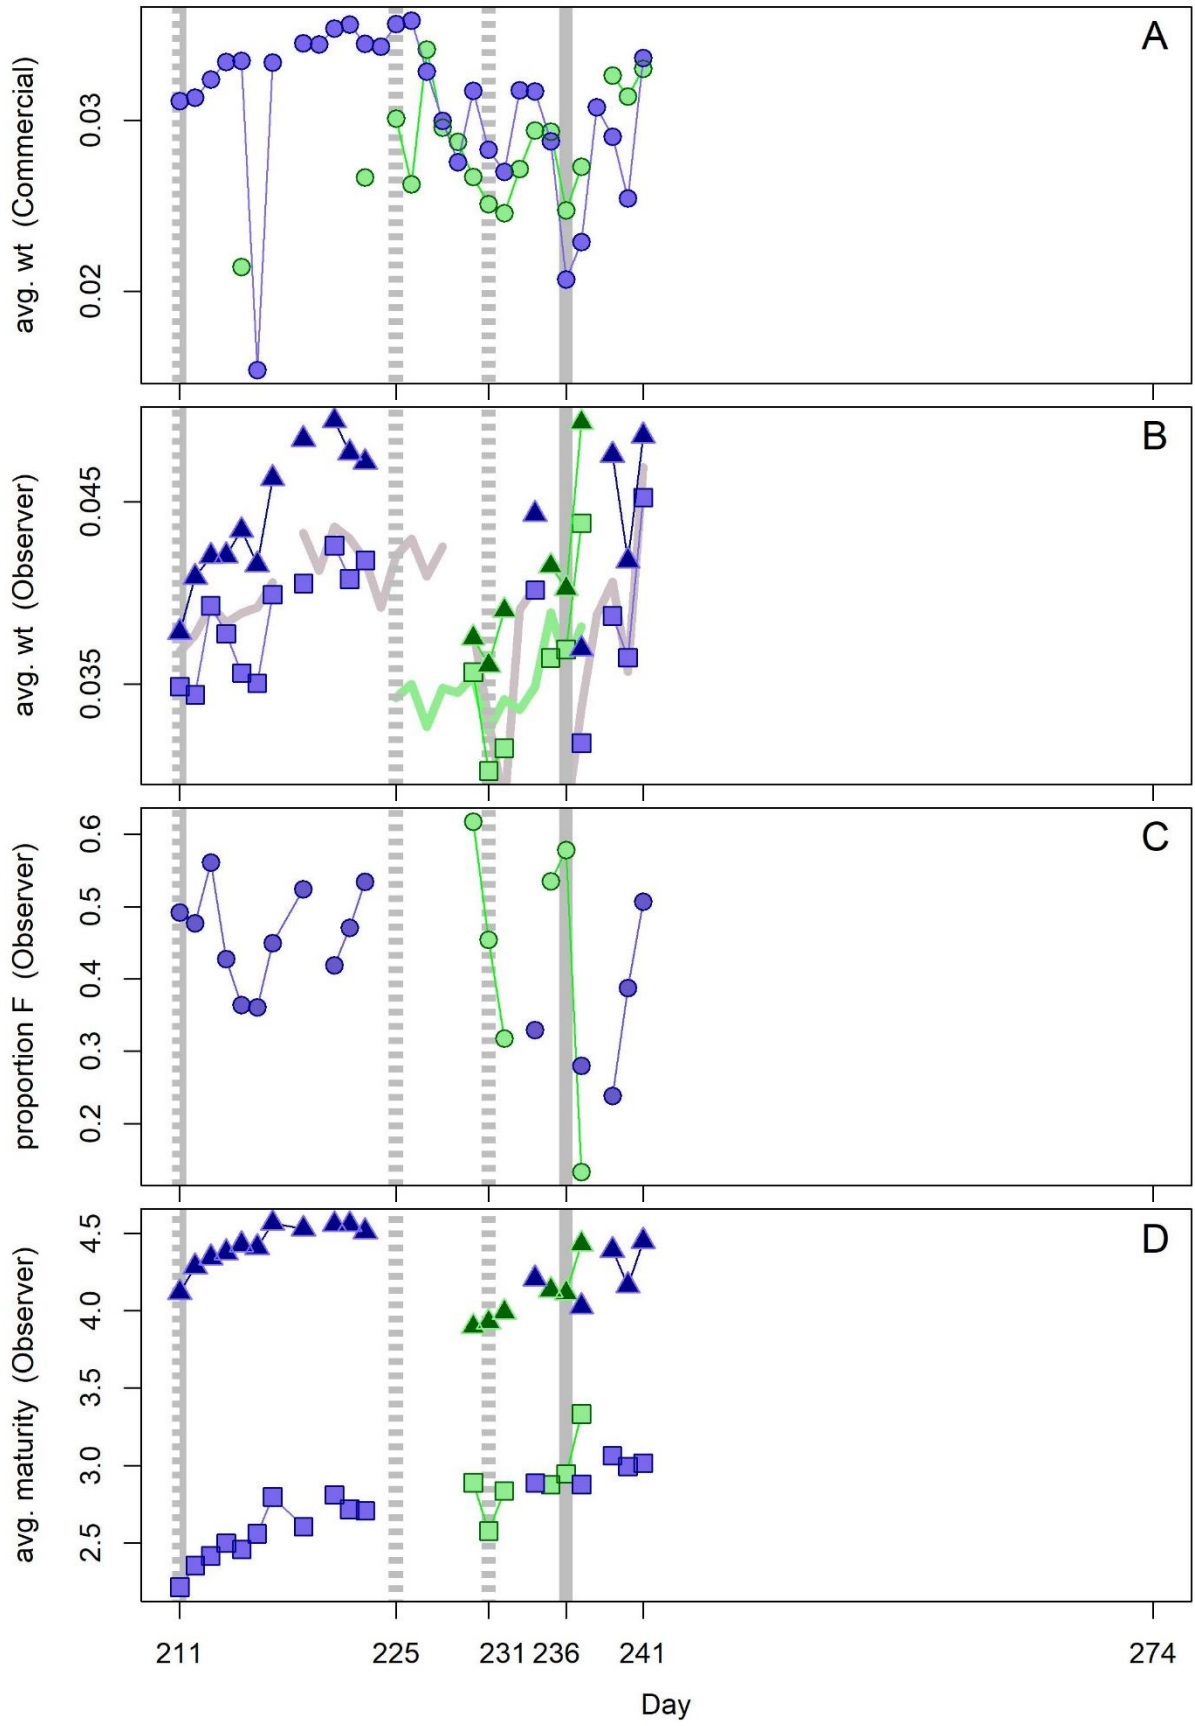 A
avg. wt (Commercial)
0.03
0.02
B
avg. wt (Observer)
0.045
0.035
C
proportion F (Observer)
0.6
0.5
0.4
0.3
0.2
D
avg. maturity (Observer)
4.5
4.0
3.5
3.0
2.5
211 225 231 236 241 274
Day